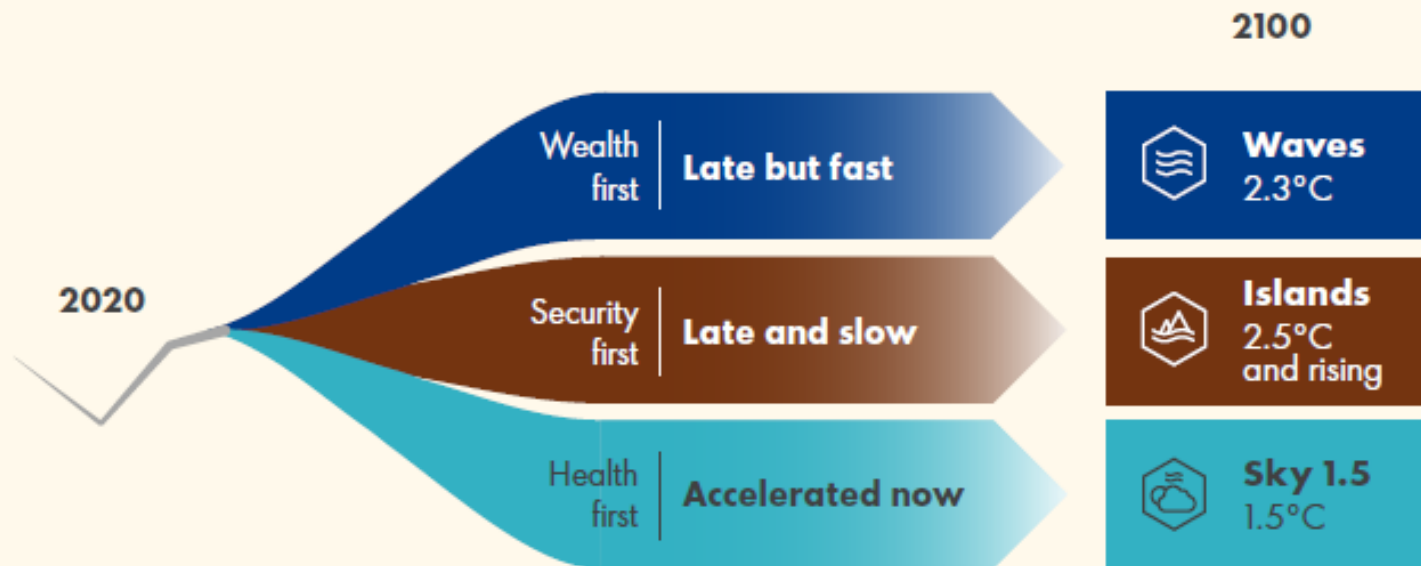 2100
2020
Wealth
first
Late but fast
Waves
2.3°C
Security
first
Late and slow
Islands
2.5°C
and rising
Health
first
Accelerated now
Sky 1.5
1.5°C